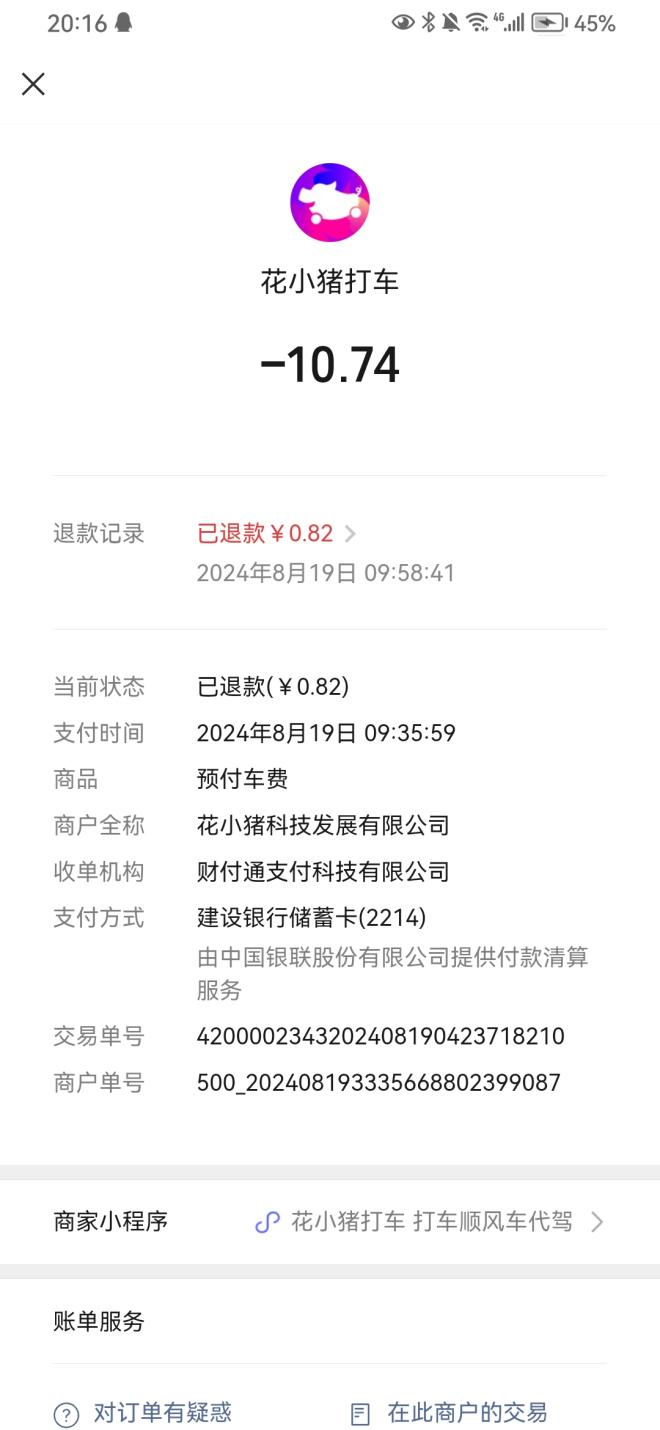 20:16 4G 45%
花小猪打车
-10.74
退款记录 已退款￥0.82
2024年8月19日 09:58:41
当前状态 已退款(￥0.82)
支付时间 2024年8月19日 09:35:59
商品 预付车费
商户全称 花小猪科技发展有限公司
收单机构 财付通支付科技有限公司
支付方式 建设银行储蓄卡(2214)
由中国银联股份有限公司提供付款清算
服务
交易单号 4200002343202408190423718210
商户单号 500_202408193335668802399087
商家小程序 花小猪打车 打车顺风车代驾
账单服务
对订单有疑惑 在此商户的交易